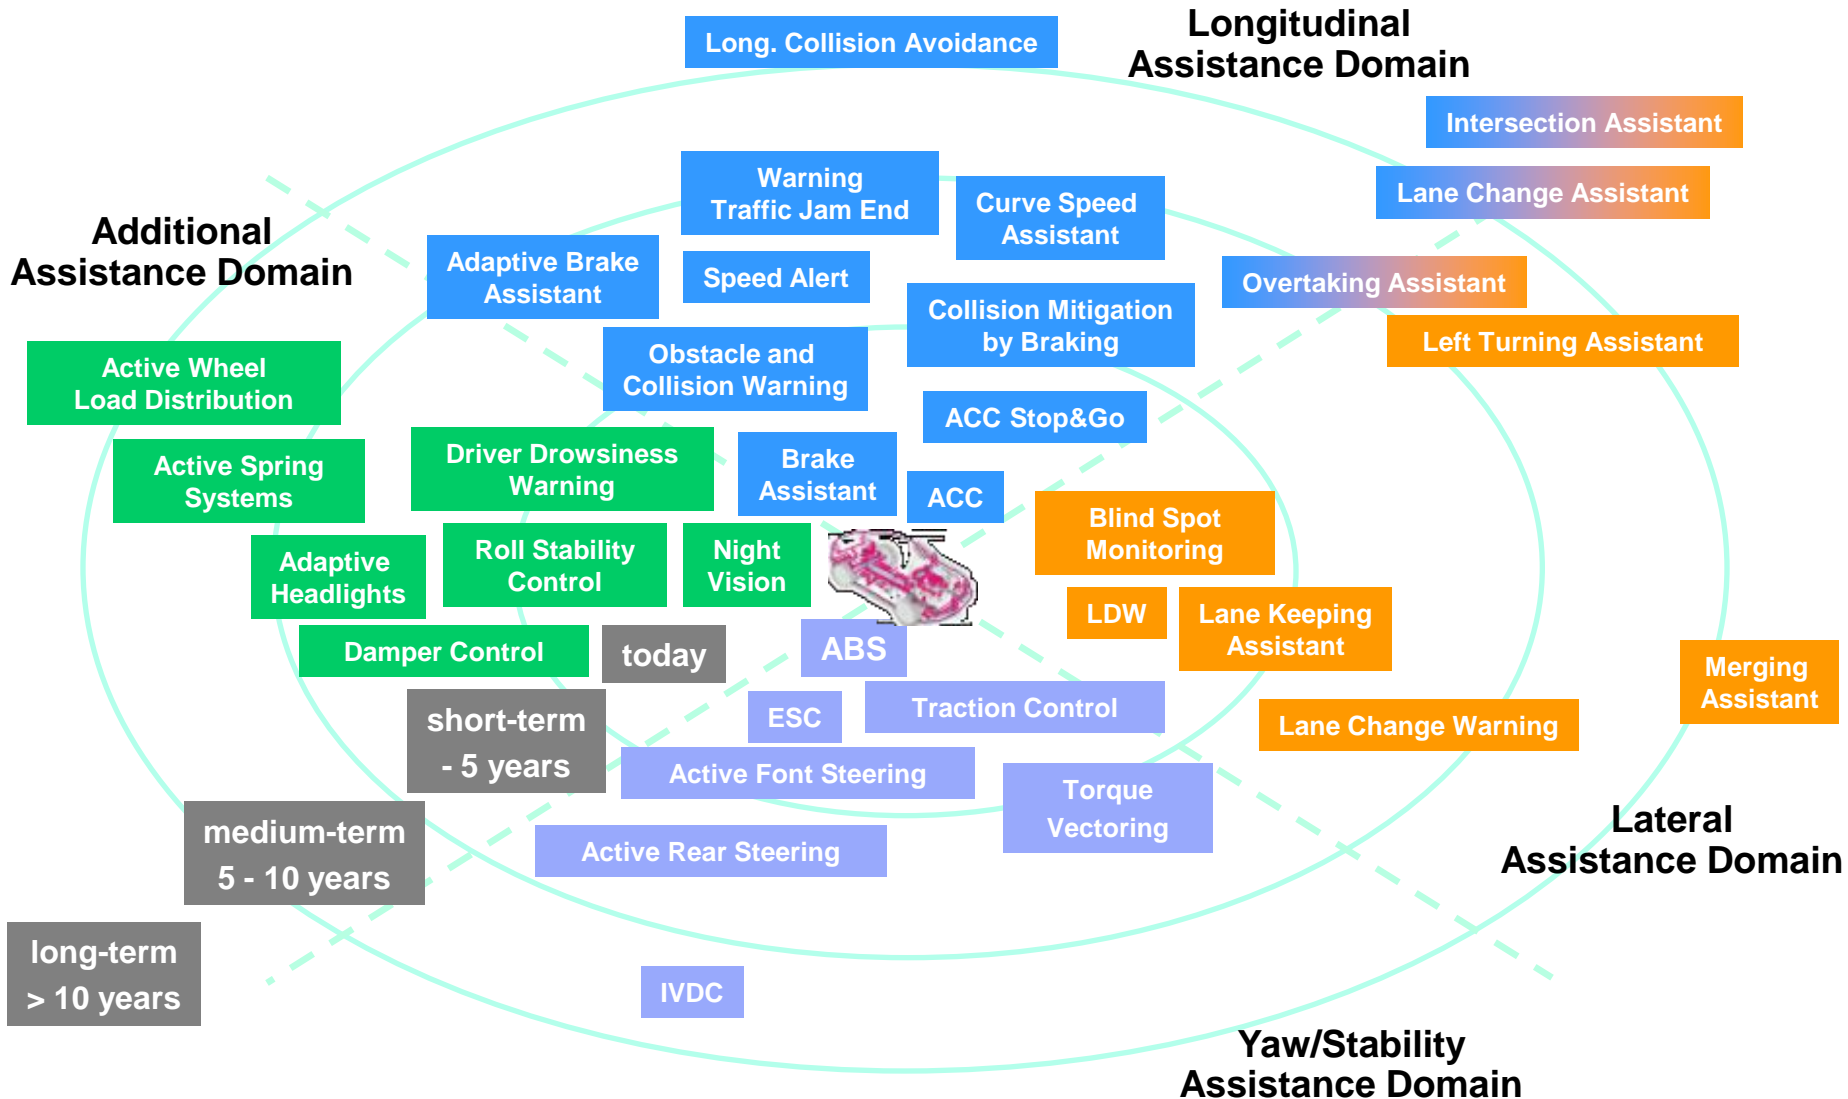 Long. Collision Avoidance
Longitudinal
Assistance Domain
Intersection Assistant
Lane Change Assistant
Warning
Traffic Jam End
Curve Speed
Assistant
Additional
Assistance Domain
Adaptive Brake
Assistant
Speed Alert
Overtaking Assistant
Collision Mitigation
by Braking
Left Turning Assistant
Obstacle and
Collision Warning
Active Wheel
Load Distribution
ACC Stop&Go
Active Spring
Systems
Driver Drowsiness
Warning
Brake
Assistant
ACC
Blind Spot
Monitoring
Adaptive
Headlights
Roll Stability
Control
Night
Vision
LDW
Lane Keeping
Assistant
Damper Control
today
ABS
Merging
Assistant
short-term
- 5 years
ESC
Traction Control
Lane Change Warning
Active Font Steering
Torque
Vectoring
medium-term
5 - 10 years
Active Rear Steering
Lateral
Assistance Domain
long-term
> 10 years
IVDC
Yaw/Stability
Assistance Domain